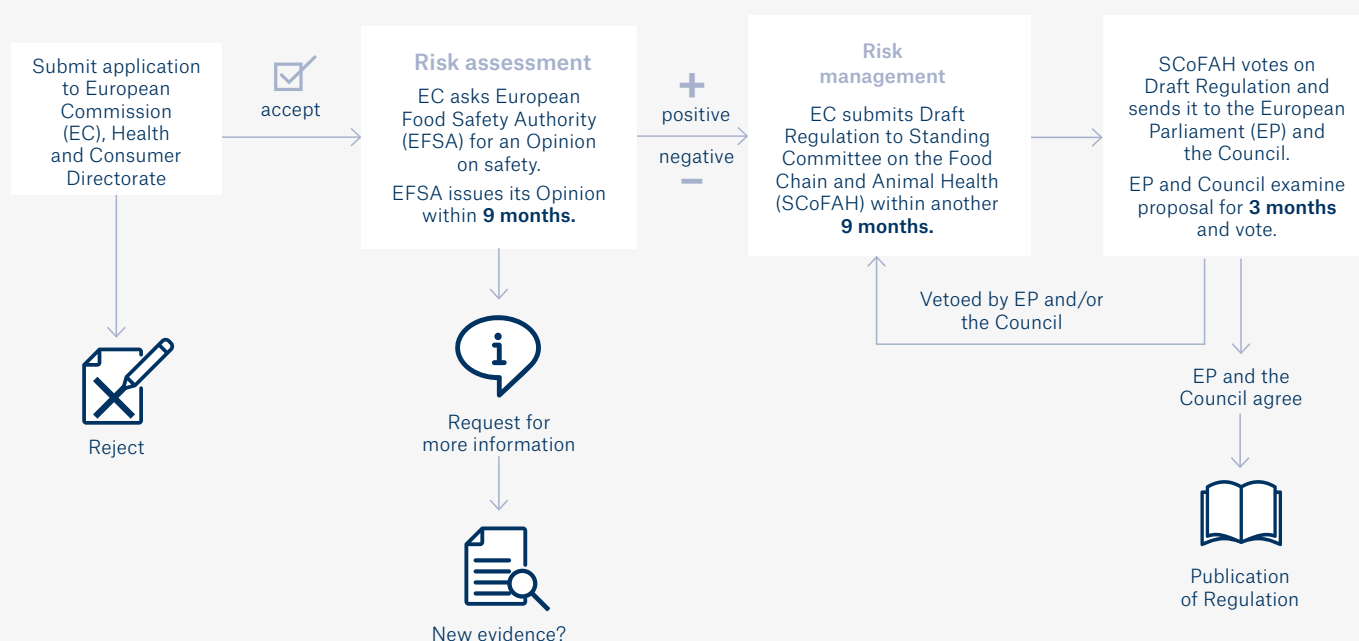 Submit application
to European
Commission
(EC), Health
and Consumer
Directorate
accept
Risk assessment
EC asks European
Food Safety Authority
(EFSA) for an Opinion
on safety.
EFSA issues its Opinion
within 9 months.
+
positive
negative
–
Risk
management
EC submits Draft
Regulation to Standing
Committee on the Food
Chain and Animal Health
(SCoFAH) within another
9 months.
SCoFAH votes on
Draft Regulation and
sends it to the European
Parliament (EP) and
the Council.
EP and Council examine
proposal for 3 months
and vote.
Vetoed by EP and/or
the Council
Reject
i
Request for
more information
New evidence?
EP and the
Council agree
Publication
of Regulation